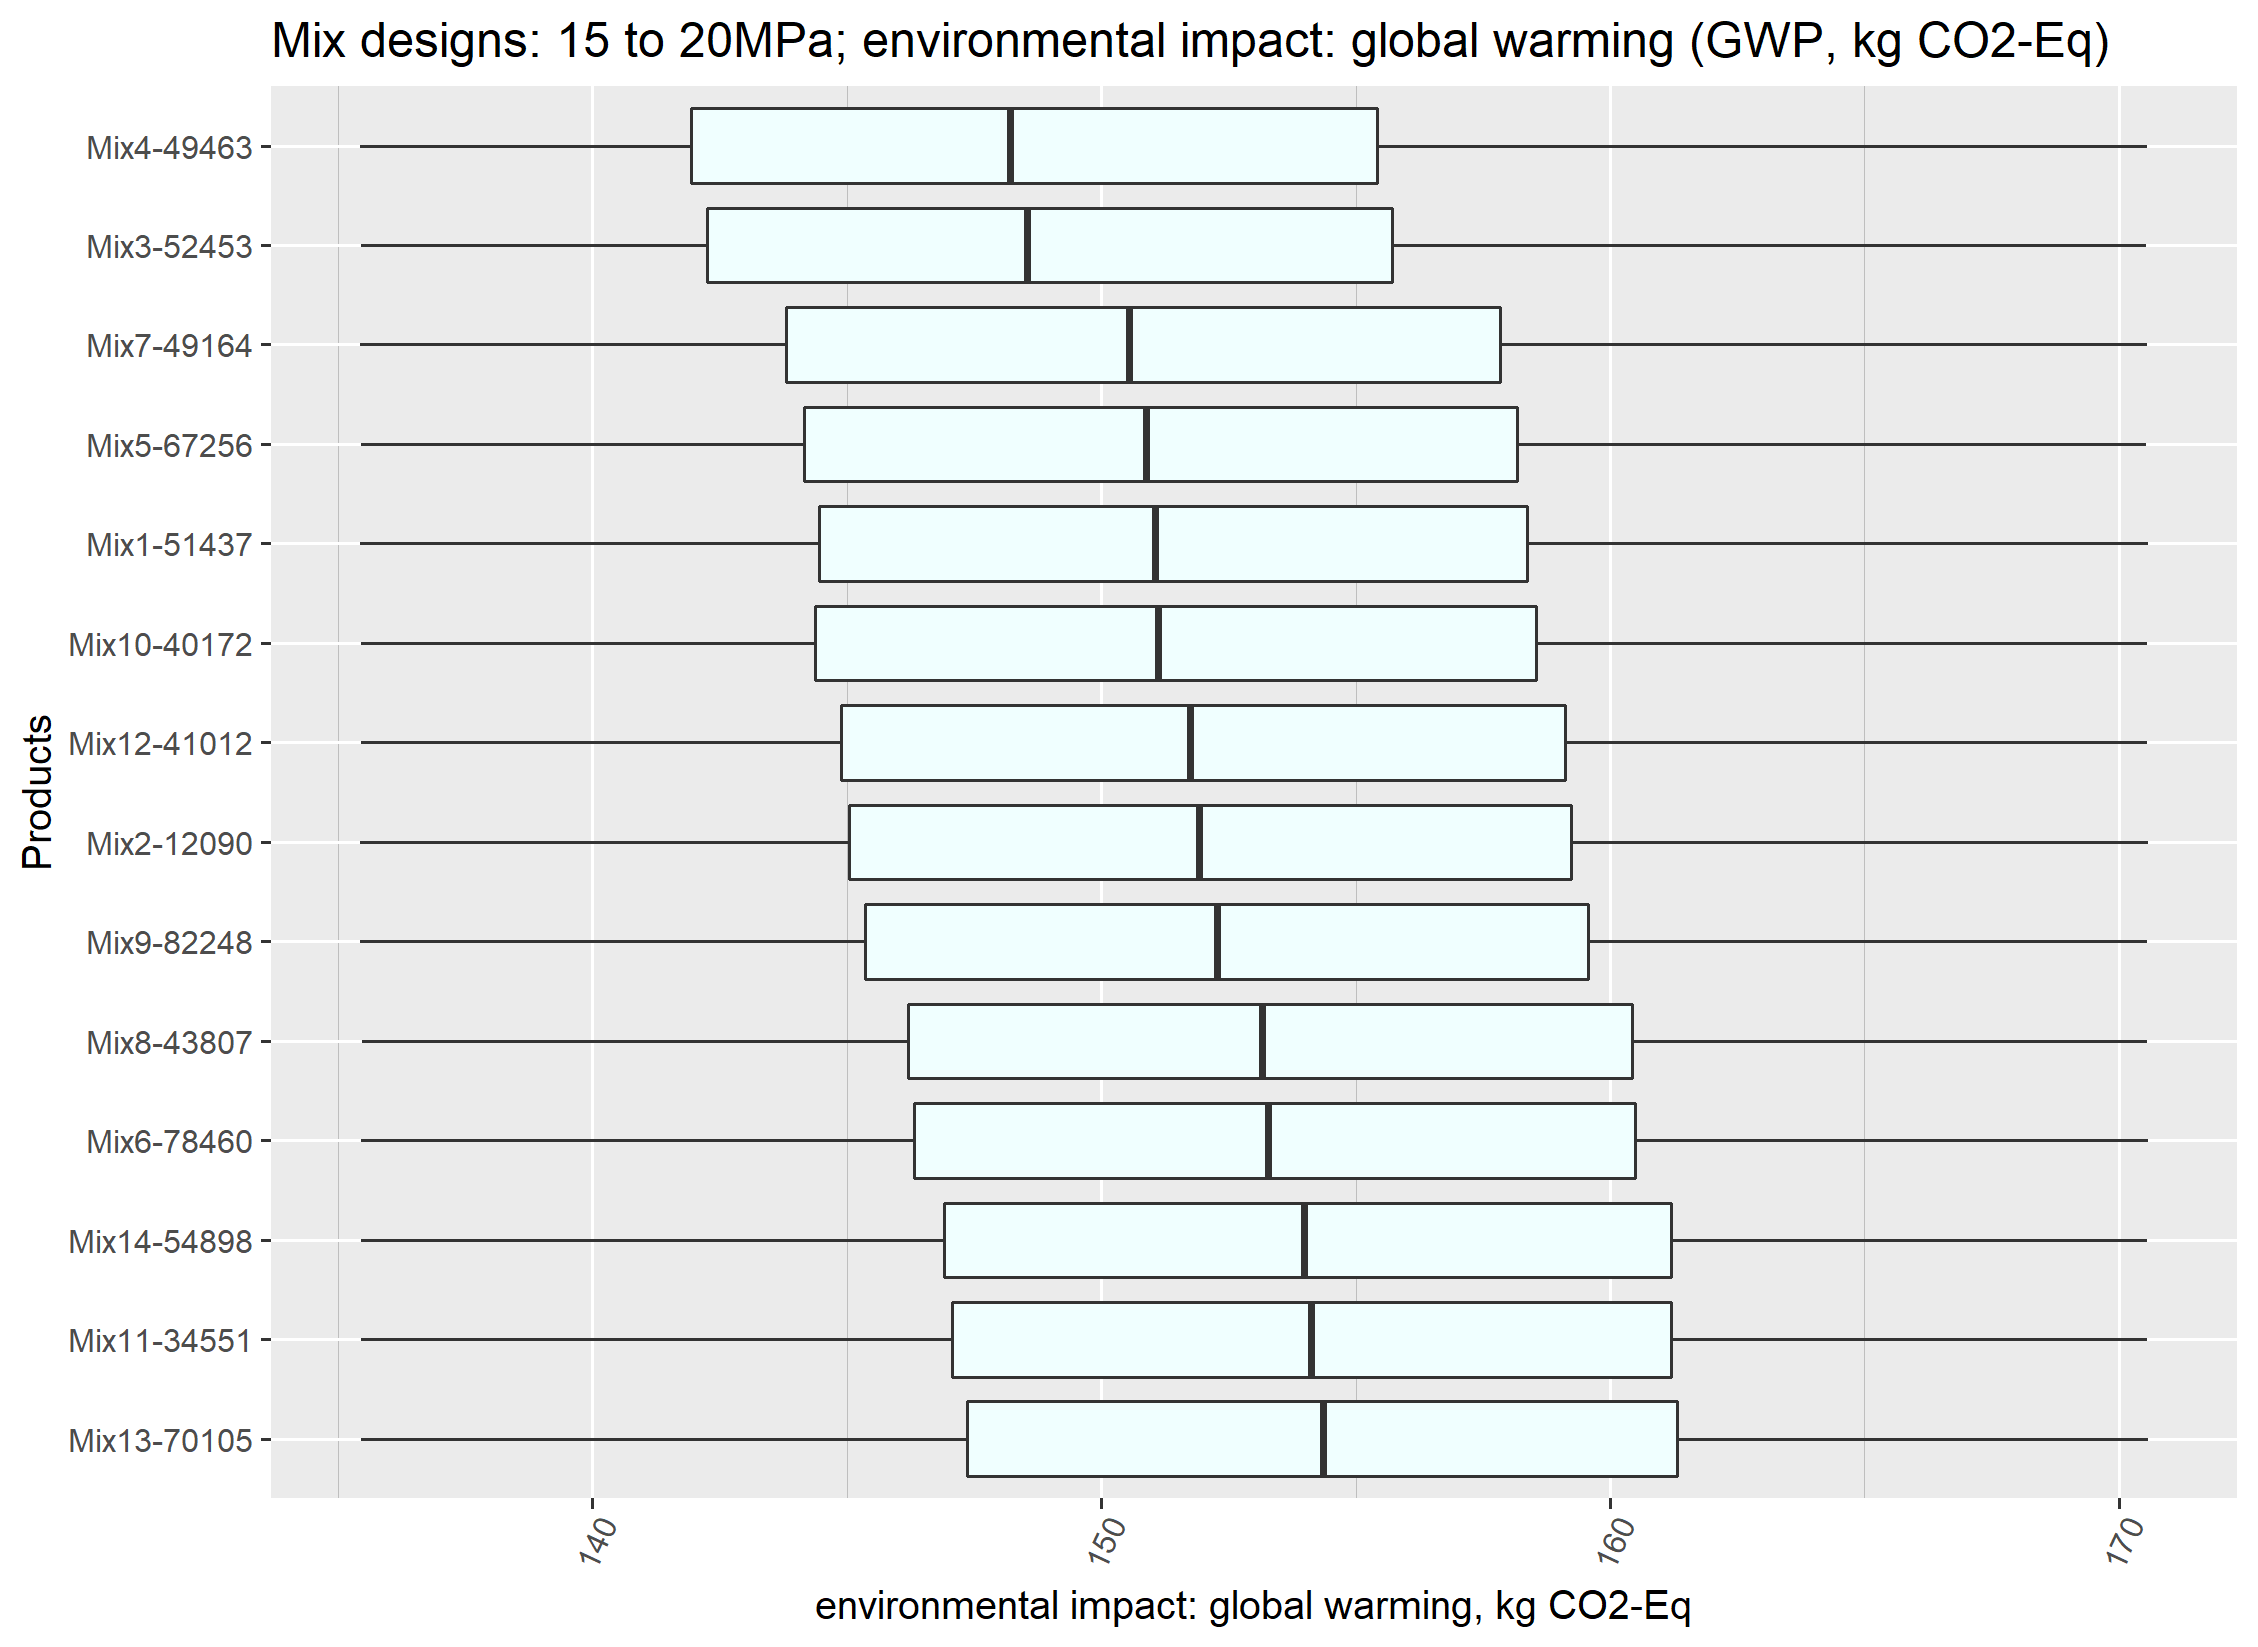 Mix designs: 15 to 20MPa; environmental impact: global warming (GWP, kg CO2-Eq)
Products
Mix4-49463
Mix3-52453
Mix7-49164
Mix5-67256
Mix1-51437
Mix10-40172
Mix12-41012
Mix2-12090
Mix9-82248
Mix8-43807
Mix6-78460
Mix14-54898
Mix11-34551
Mix13-70105
140 150 160 170
environmental impact: global warming, kg CO2-Eq